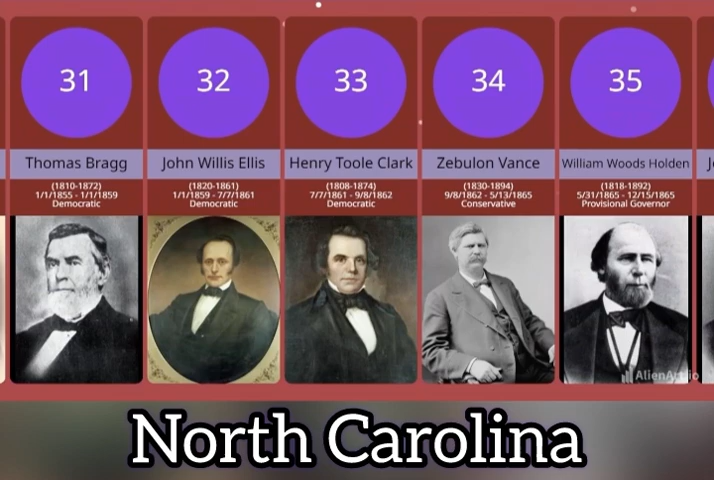 31
Thomas Bragg
(1810-1872)
1/1/1855 - 1/1/1859
Democratic
32
John Willis Ellis
(1820-1861)
1/1/1859 - 7/7/1861
Democratic
33
Henry Toole Clark
(1808-1874)
7/7/1861 - 9/8/1862
Democratic
34
Zebulon Vance
(1830-1894)
9/8/1862 - 5/13/1865
Conservative
35
William Woods Holden
(1818-1892)
5/31/1865 - 12/15/1865
Provisional Governor
North Carolina